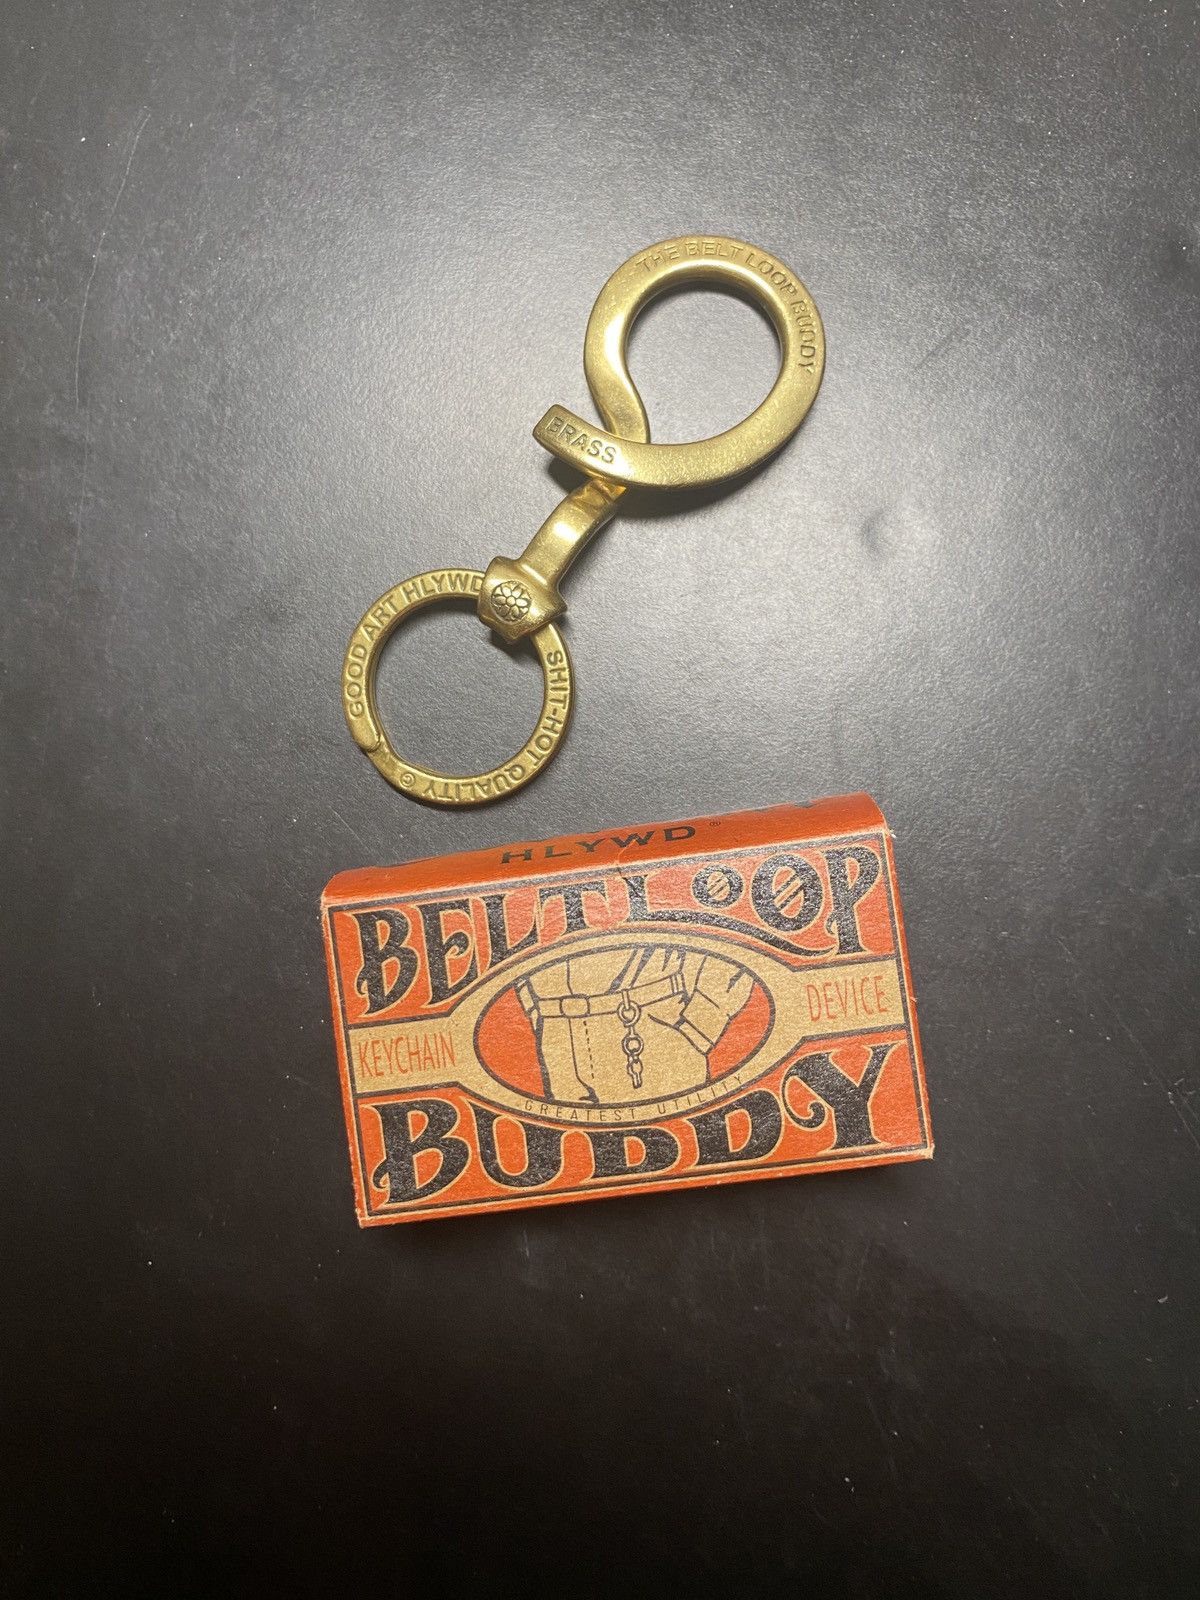 THE BELT LOOP BUDDY
BRASS
GOOD ART HLYWD
SHIT-HOT QUALITY ©
HLYWD ®
BELT LOOP
KEYCHAIN
DEVICE
GREATEST UTILITY
BUDDY